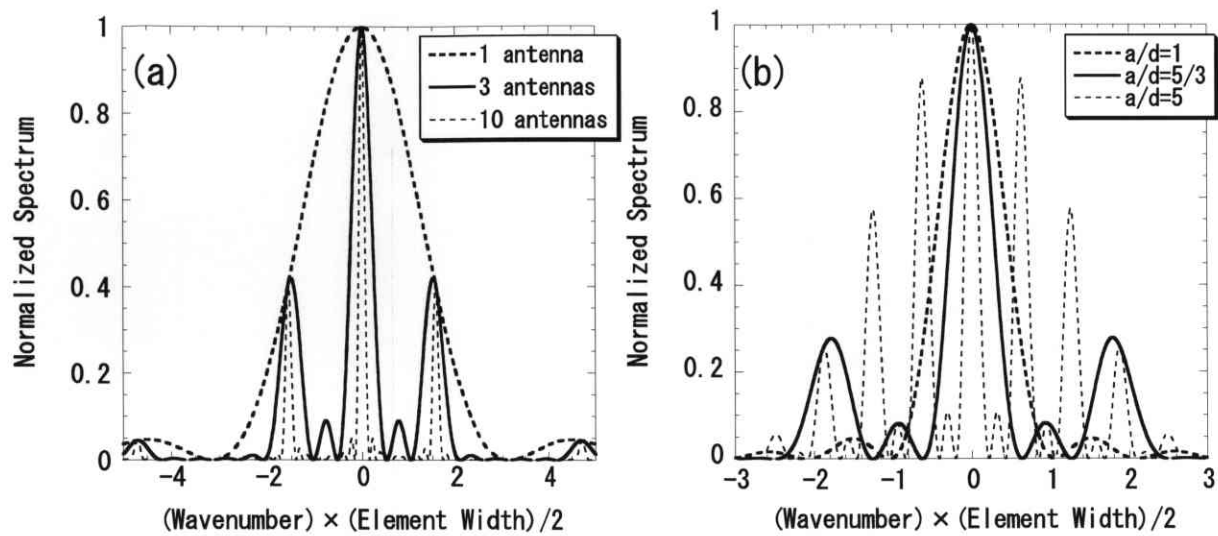 (a)
1 antenna
3 antennas
10 antennas
Normalized Spectrum
1
0.8
0.6
0.4
0.2
0
-4
-2
0
2
4
(Wavenumber)×(Element Width)/2
(b)
a/d=1
a/d=5/3
a/d=5
Normalized Spectrum
1
0.8
0.6
0.4
0.2
0
-3
-2
-1
0
1
2
3
(Wavenumber)×(Element Width)/2